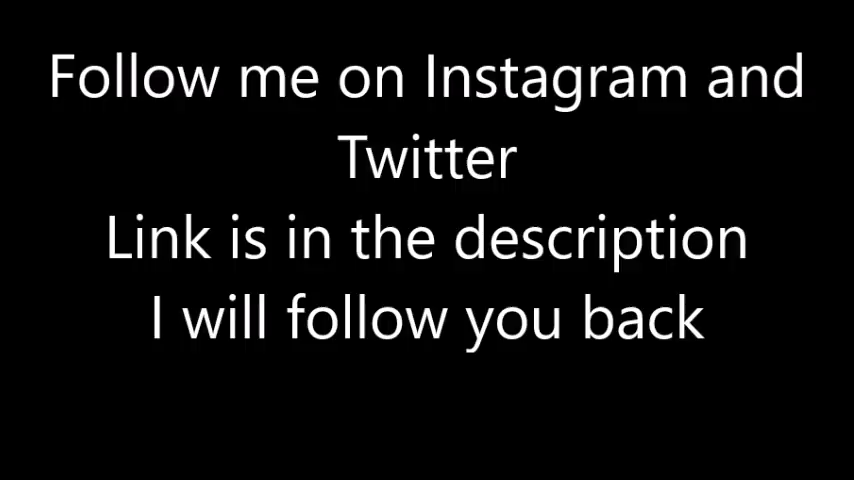 Follow me on Instagram and
Twitter
Link is in the description
I will follow you back